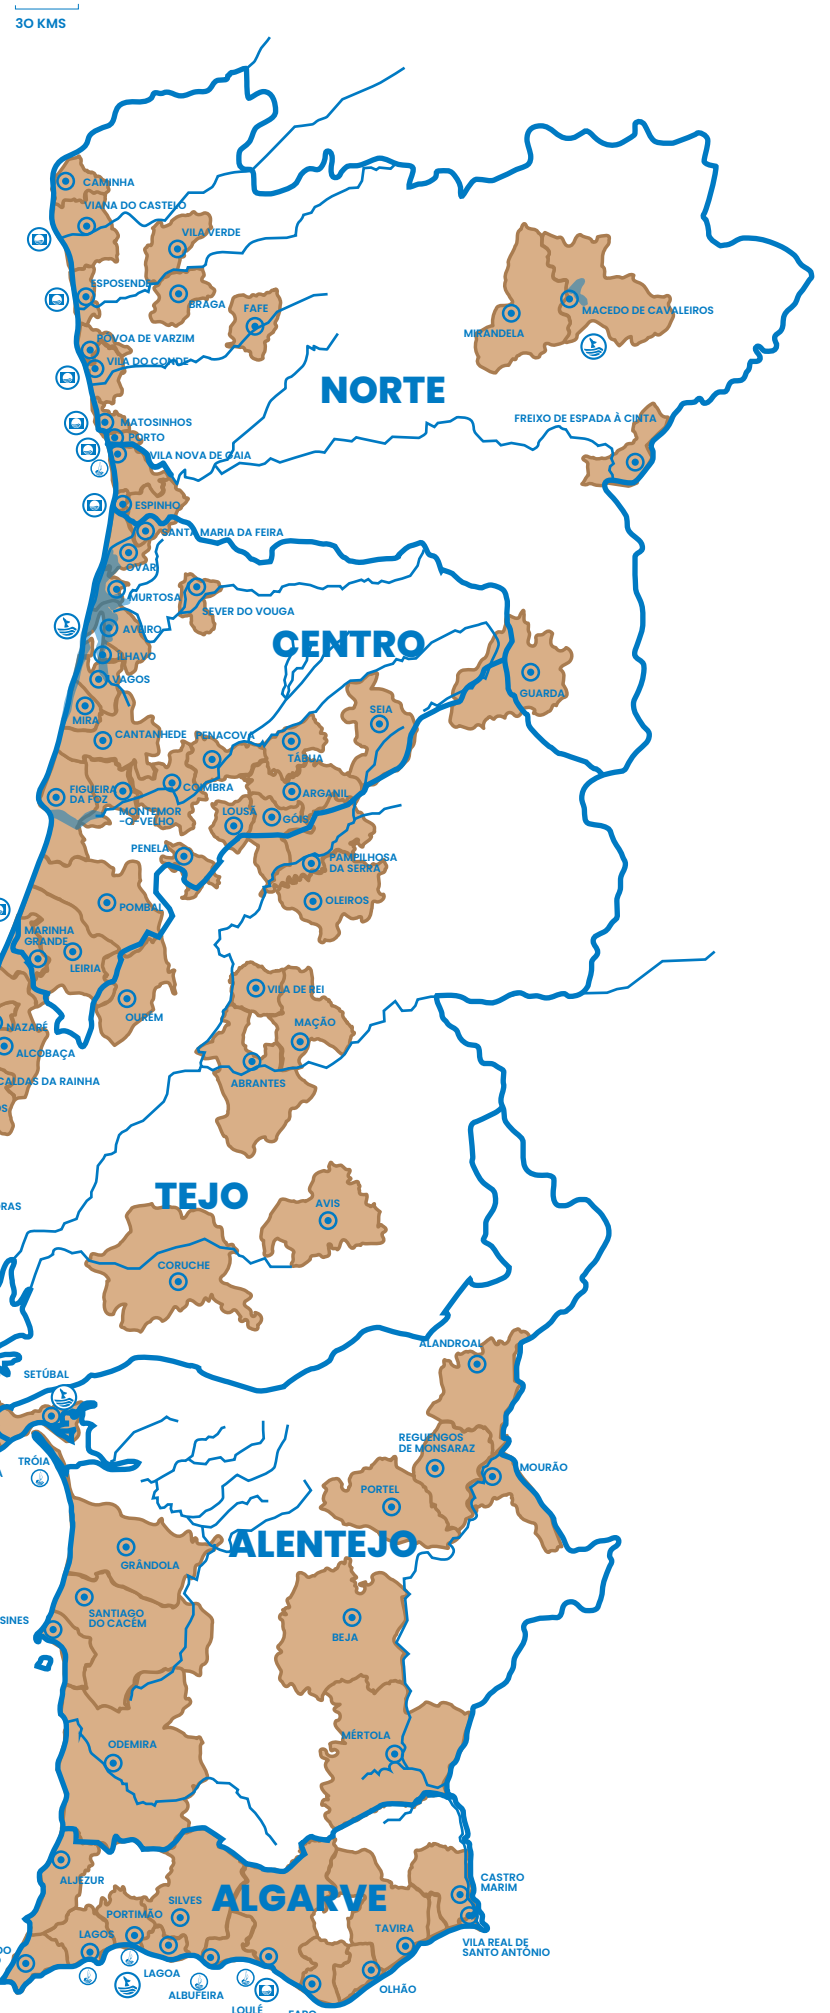 30 KMS
CAMINHA
VIANA DO CASTELO
VILA VERDE
ESPOSENDE
BRAGA
FAFE
MACEDO DE CAVALEIROS
MIRANDELA
PÓVOA DE VARZIM
VILA DO CONDE
NORTE
FREIXO DE ESPADA À CINTA
MATOSINHOS
PORTO
VILA NOVA DE GAIA
ESPINHO
SANTA MARIA DA FEIRA
OVAR
MURTOSA
SEVER DO VOUGA
AVEIRO
CENTRO
ÍLHAVO
VAGOS
GUARDA
SEIA
MIRA
CANTANHEDE
PENACOVA
TÁBUA
FIGUEIRA
DA FOZ
COIMBRA
ARGANIL
MONTEMOR
-O-VELHO
LOUSÃ
GÓIS
PENELA
PAMPILHOSA
DA SERRA
OLEIROS
POMBAL
MARINHA
GRANDE
LEIRIA
VILA DE REI
OURÉM
MAÇÃO
NAZARÉ
ALCOBAÇA
CALDAS DA RAINHA
ABRANTES
OS
TEJO
AVIS
RAS
CORUCHE
ALANDROAL
SETÚBAL
REGUENGOS
DE MONSARAZ
TRÓIA
A
MOURÃO
PORTEL
ALENTEJO
GRÂNDOLA
SANTIAGO
DO CACÉM
SINES
BEJA
MÉRTOLA
ODEMIRA
ALJEZUR
CASTRO
MARIM
SILVES
ALGARVE
PORTIMÃO
TAVIRA
LAGOS
VILA REAL DE
SANTO ANTÓNIO
DO
LAGOA
ALBUFEIRA
OLHÃO
LOULÉ
FARO